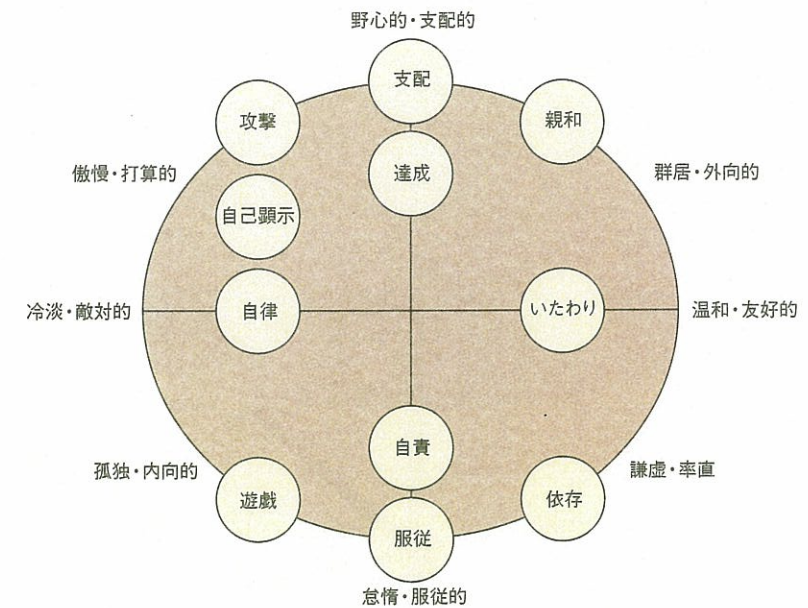 野心的・支配的
支配
攻撃
親和
達成
傲慢・打算的
群居・外向的
自己顕示
冷淡・敵対的
自律
いたわり
温和・友好的
自責
孤独・内向的
謙虚・率直
遊戯
依存
服従
怠惰・服従的